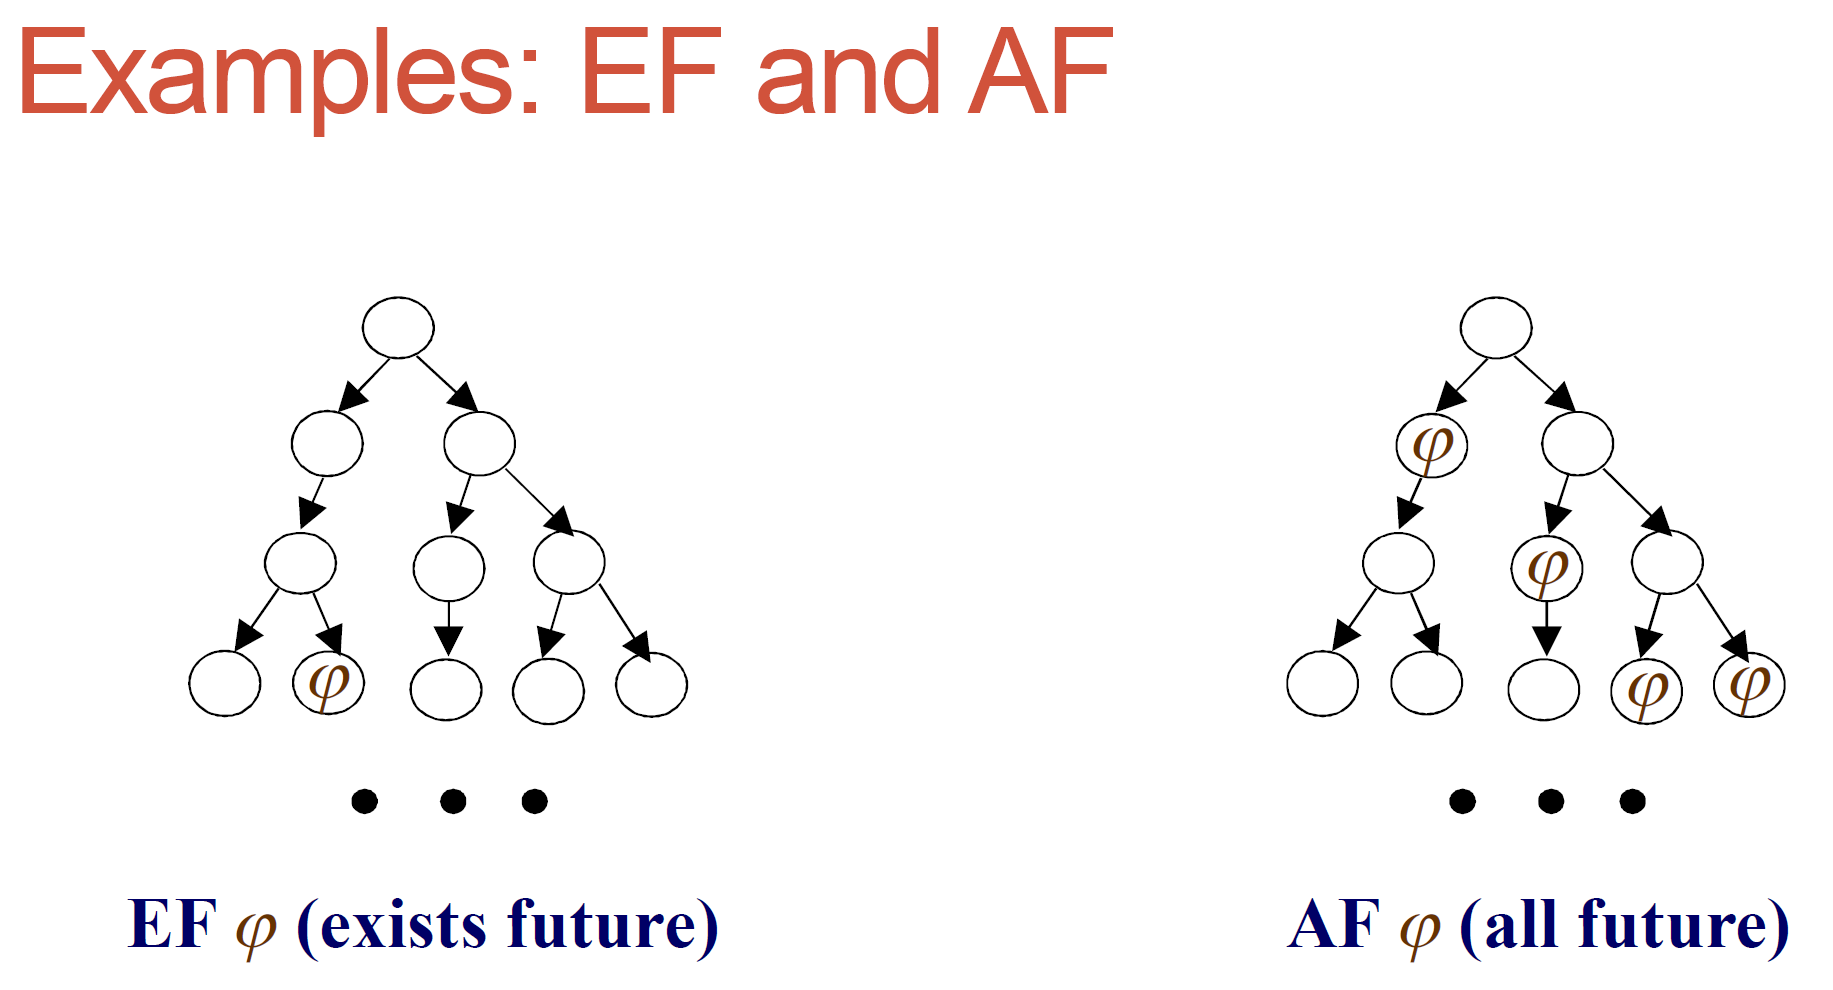 Examples: EF and AF
φ
φ
φ
φ φ
EF φ (exists future)
AF φ (all future)